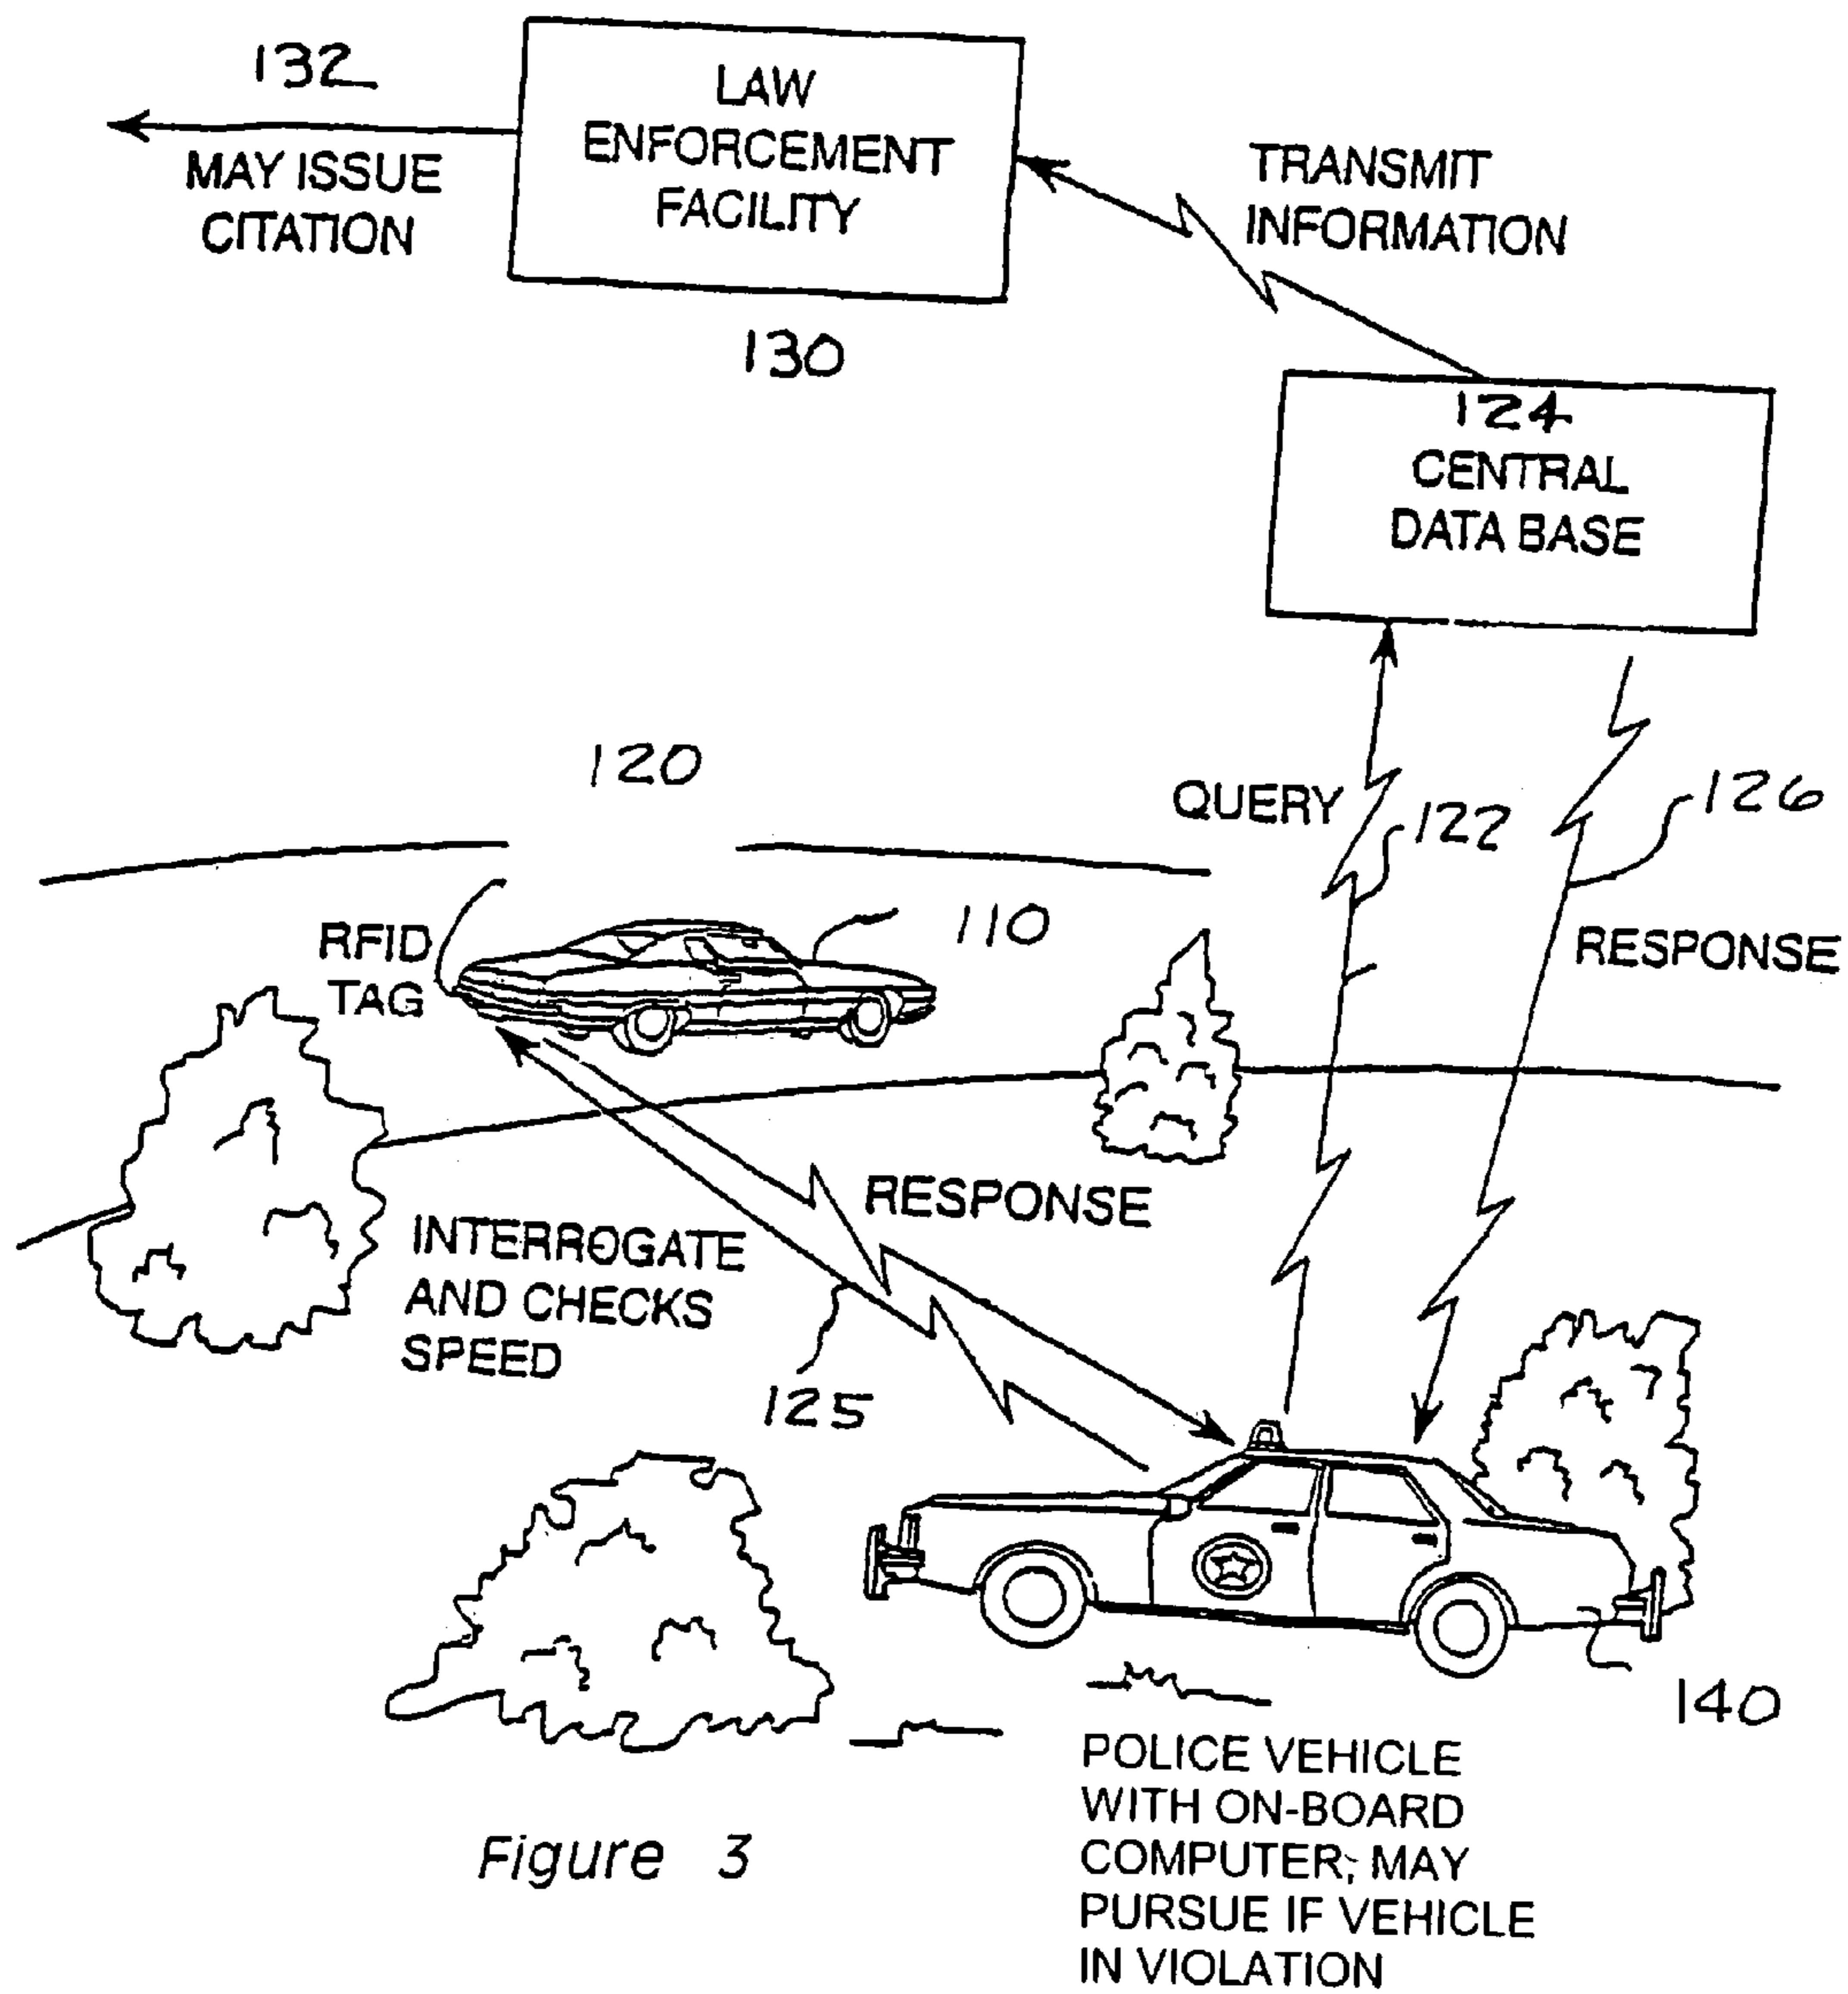 132
MAY ISSUE
CITATION
LAW
ENFORCEMENT
FACILITY
130
TRANSMIT
INFORMATION
124
CENTRAL
DATA BASE
120
QUERY
122
126
RFID
TAG
110
RESPONSE
RESPONSE
INTERROGATE
AND CHECKS
SPEED
125
140
POLICE VEHICLE
WITH ON-BOARD
COMPUTER; MAY
PURSUE IF VEHICLE
IN VIOLATION
Figure 3